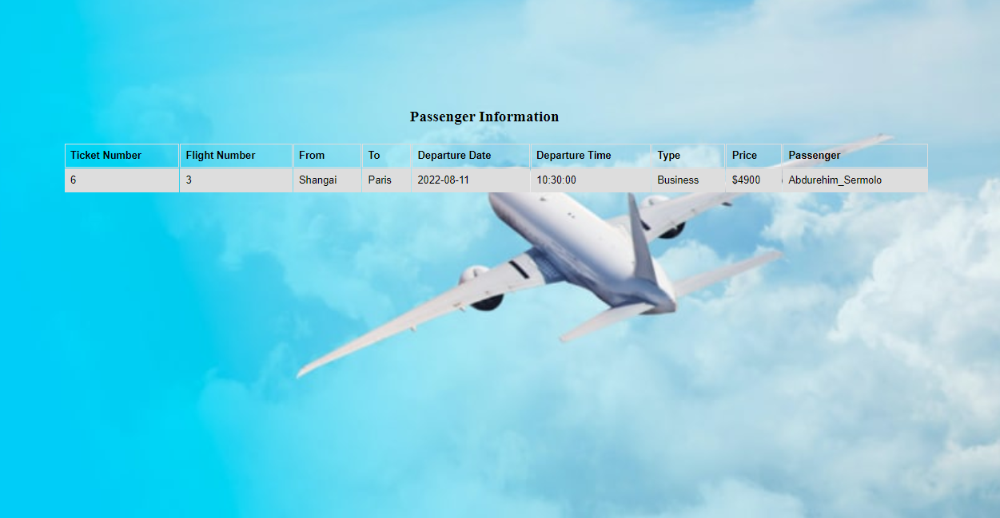 Passenger Information
Ticket Number Flight Number From To Departure Date Departure Time Type Price Passenger
6 3 Shangai Paris 2022-08-11 10:30:00 Business $4900 Abdurehim_Sermolo